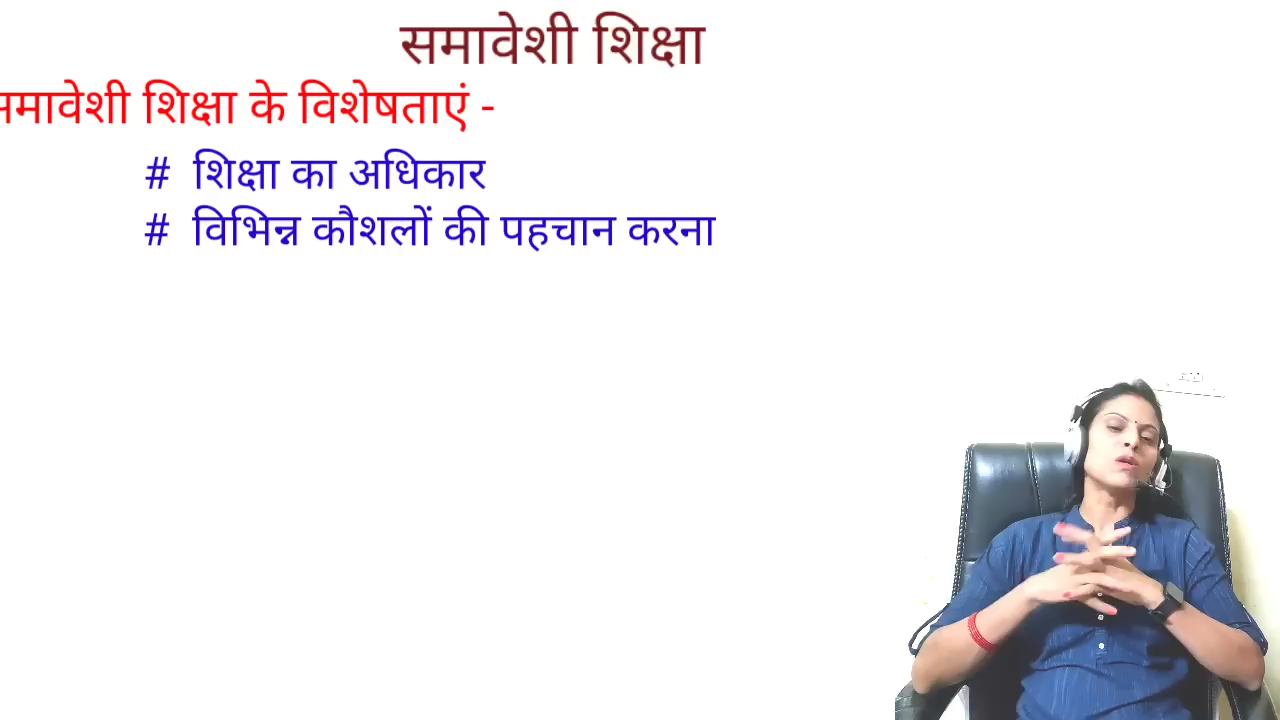 समावेशी शिक्षा
समावेशी शिक्षा के विशेषताएं -
# शिक्षा का अधिकार
# विभिन्न कौशलों की पहचान करना